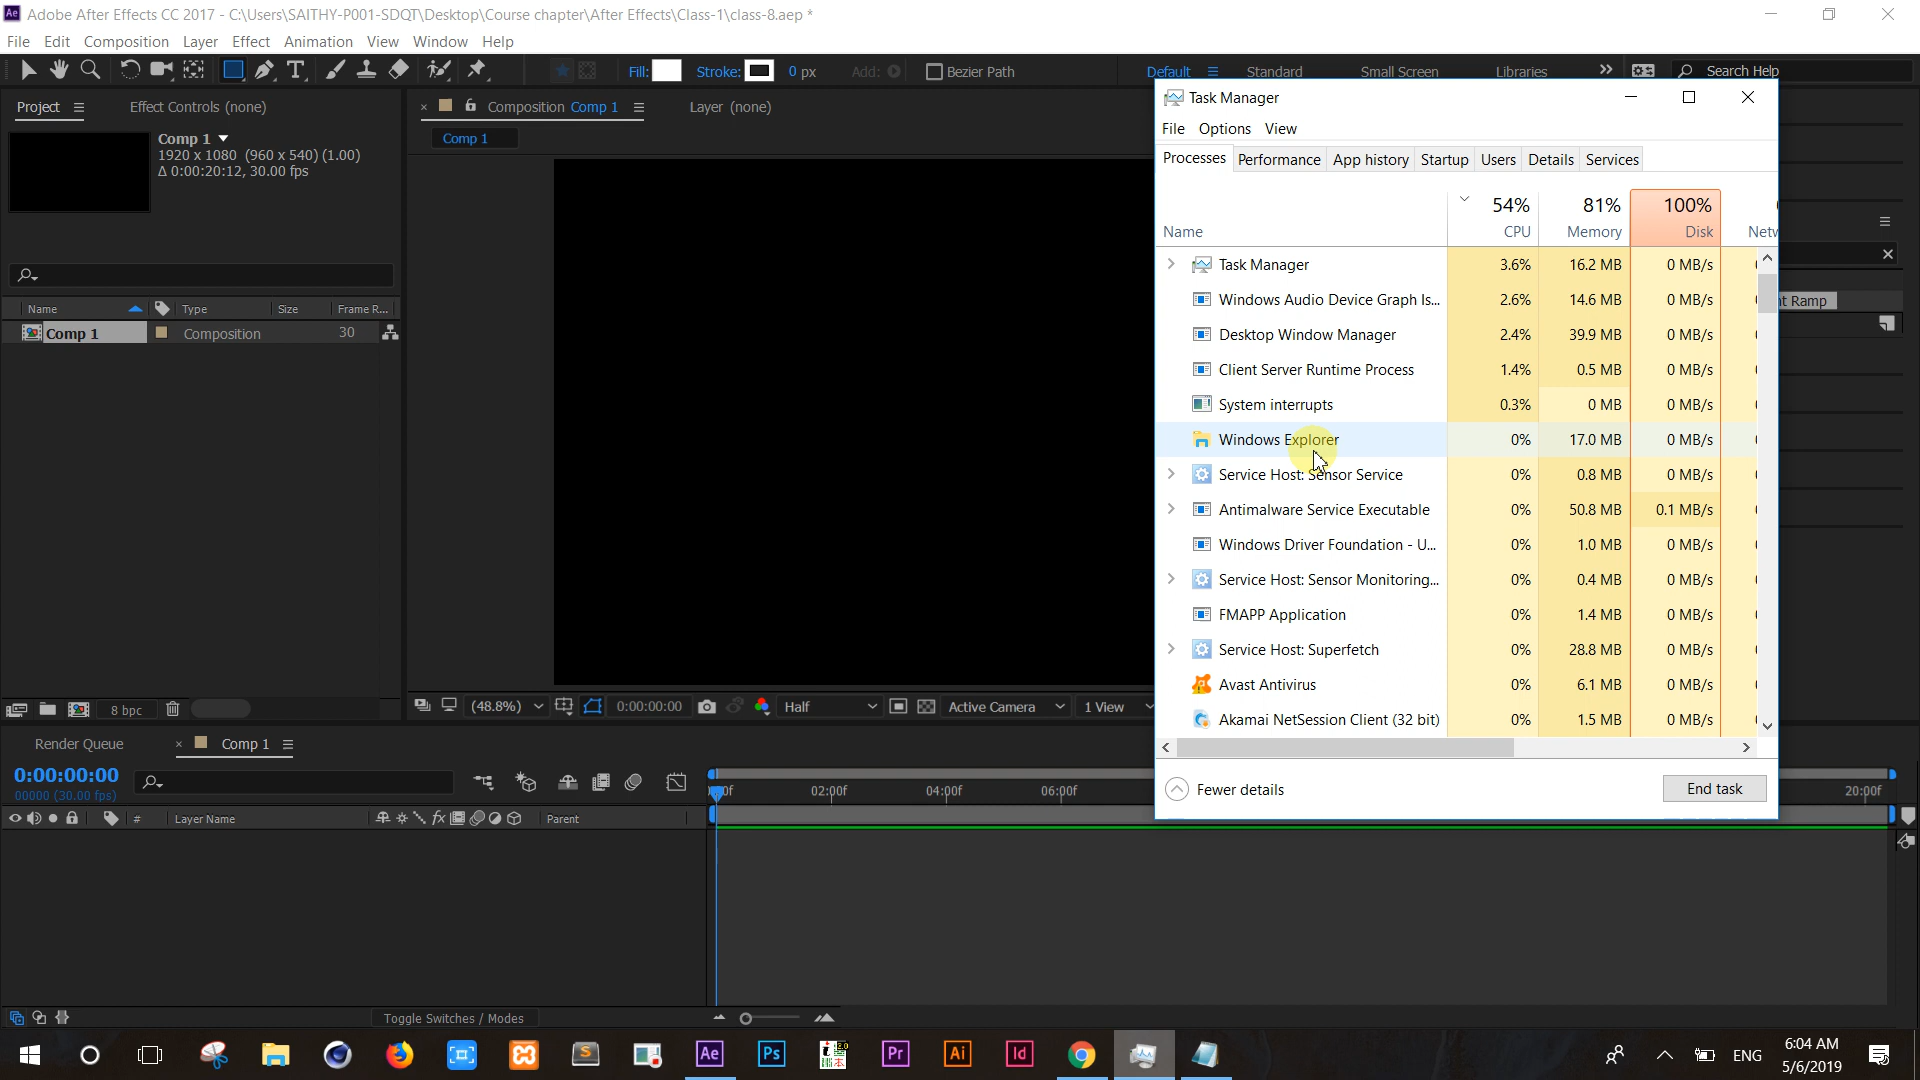 Adobe After Effects CC 2017 - C:\Users\SAITHY-P001-SDQT\Desktop\Course chapter\After Effects\Class-1\class-8.aep *
File Edit Composition Layer Effect Animation View Window Help
Fill: Stroke: 0 px Add: Bezier Path Default Standard Small Screen Libraries Search Help
Project Effect Controls (none)
Comp 1
1920 x 1080 (960 x 540) (1.00)
Δ 0:00:20:12, 30.00 fps
Name Type Size Frame R...
Comp 1 Composition 30
8 bpc
Composition Comp 1 Layer (none)
Comp 1
(48.8%) 0:00:00:00 Half Active Camera 1 View
Task Manager
File Options View
Processes Performance App history Startup Users Details Services
54% 81% 100%
Name CPU Memory Disk Netw
Task Manager 3.6% 16.2 MB 0 MB/s
Windows Audio Device Graph Is... 2.6% 14.6 MB 0 MB/s
Desktop Window Manager 2.4% 39.9 MB 0 MB/s
Client Server Runtime Process 1.4% 0.5 MB 0 MB/s
System interrupts 0.3% 0 MB 0 MB/s
Windows Explorer 0% 17.0 MB 0 MB/s
Service Host: Sensor Service 0% 0.8 MB 0 MB/s
Antimalware Service Executable 0% 50.8 MB 0.1 MB/s
Windows Driver Foundation - U... 0% 1.0 MB 0 MB/s
Service Host: Sensor Monitoring... 0% 0.4 MB 0 MB/s
FMAPP Application 0% 1.4 MB 0 MB/s
Service Host: Superfetch 0% 28.8 MB 0 MB/s
Avast Antivirus 0% 6.1 MB 0 MB/s
Akamai NetSession Client (32 bit) 0% 1.5 MB 0 MB/s
Fewer details End task
nt Ramp
Render Queue Comp 1
0:00:00:00
00000 (30.00 fps)
02:00f 04:00f 06:00f 20:00f
# Layer Name fx Parent
Toggle Switches / Modes
Ae Ps Pr Ai Id
ENG
6:04 AM
5/6/2019